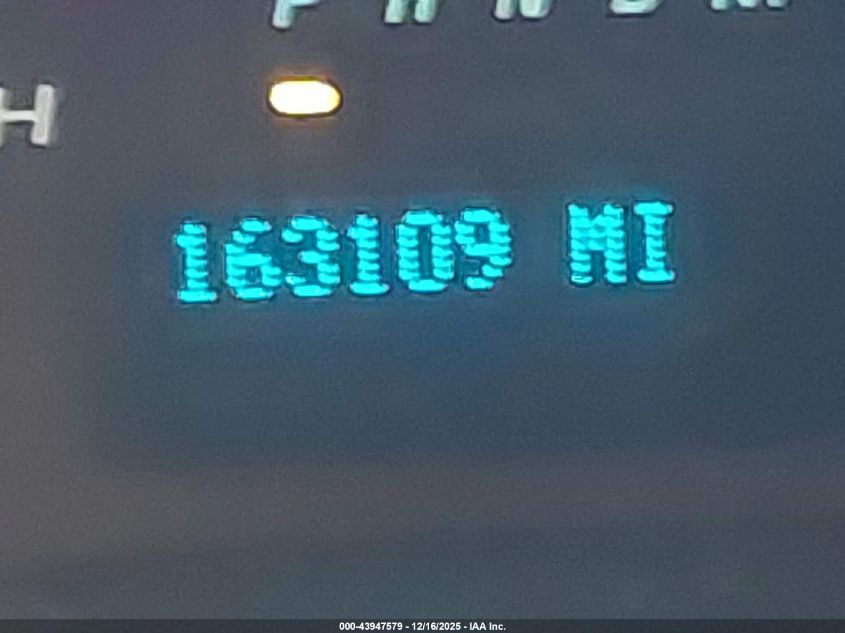 P R N D M
H
163109 MI
000-43947579 - 12/16/2025 - IAA Inc.